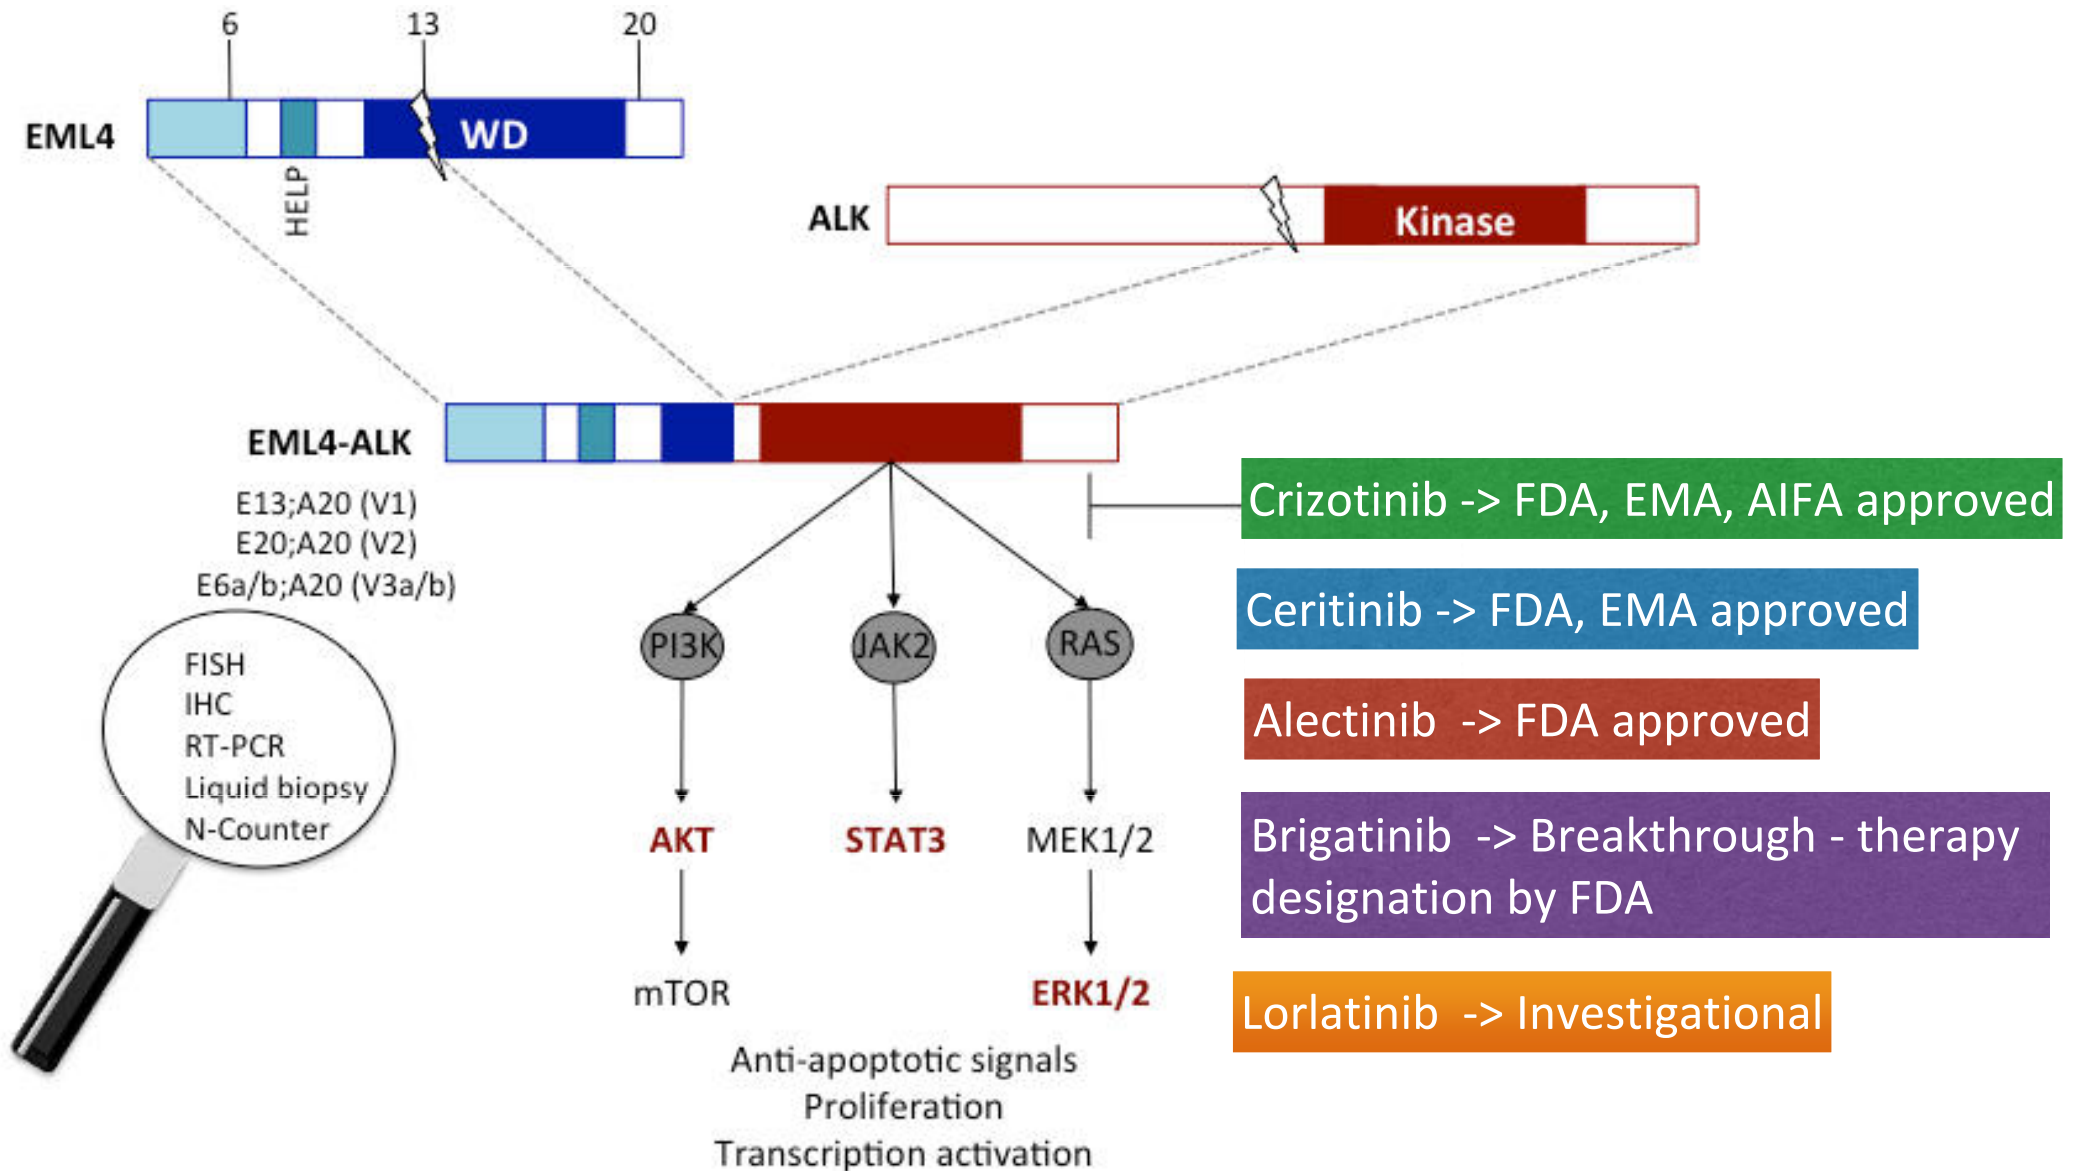 6 13 20
EML4
WD
HELP
ALK
Kinase
EML4-ALK
E13;A20 (V1)
E20;A20 (V2)
E6a/b;A20 (V3a/b)
FISH
IHC
RT-PCR
Liquid biopsy
N-Counter
PI3K JAK2 RAS
AKT STAT3 MEK1/2
mTOR ERK1/2
Anti-apoptotic signals
Proliferation
Transcription activation
Crizotinib -> FDA, EMA, AIFA approved
Ceritinib -> FDA, EMA approved
Alectinib -> FDA approved
Brigatinib -> Breakthrough - therapy
designation by FDA
Lorlatinib -> Investigational